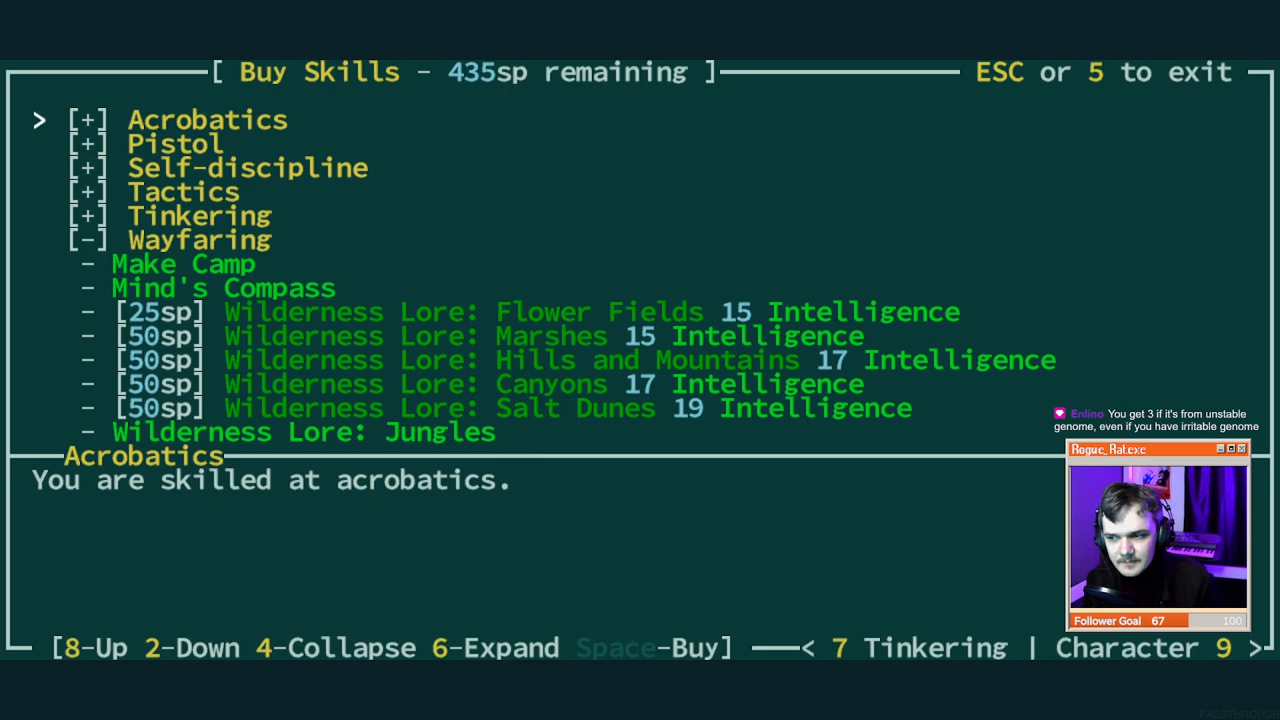 [ Buy Skills - 435sp remaining ] ESC or 5 to exit
> [+] Acrobatics
[+] Pistol
[+] Self-discipline
[+] Tactics
[+] Tinkering
[-] Wayfaring
- Make Camp
- Mind's Compass
- [25sp] Wilderness Lore: Flower Fields 15 Intelligence
- [50sp] Wilderness Lore: Marshes 15 Intelligence
- [50sp] Wilderness Lore: Hills and Mountains 17 Intelligence
- [50sp] Wilderness Lore: Canyons 17 Intelligence
- [50sp] Wilderness Lore: Salt Dunes 19 Intelligence
- Wilderness Lore: Jungles
Enlino You get 3 if it's from unstable
genome, even if you have irritable genome
Rogue_Rat.exe
Acrobatics
You are skilled at acrobatics.
Follower Goal 67 100
[8-Up 2-Down 4-Collapse 6-Expand Space-Buy] < 7 Tinkering | Character 9 >
PASSTHROUGH